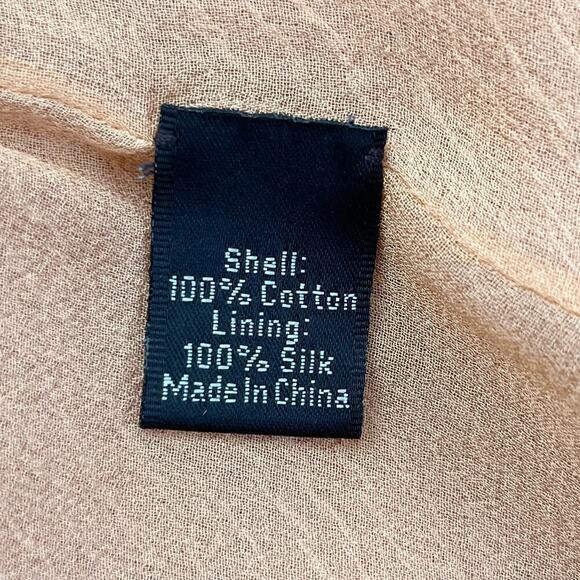 Shell:
100% Cotton
Lining:
100% Silk
Made In China